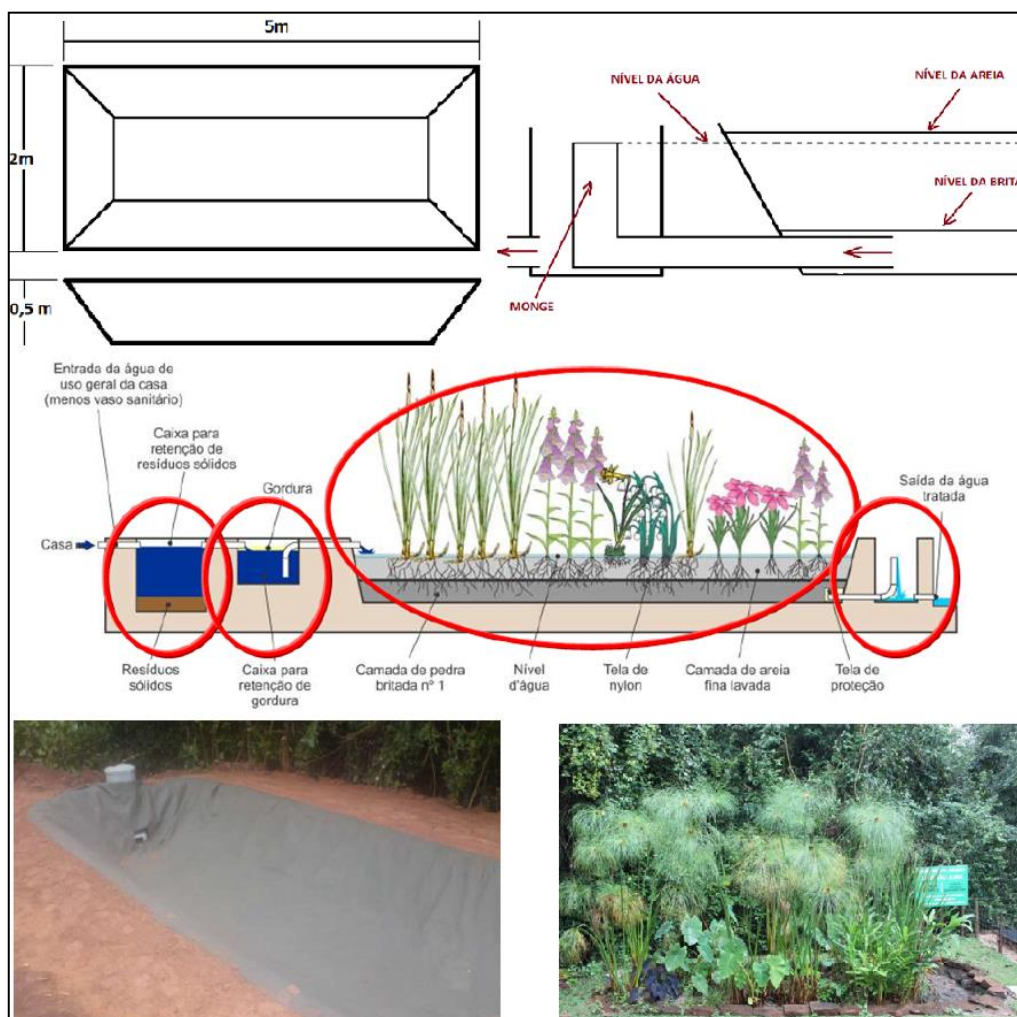 5m
2m
0,5 m
NÍVEL DA ÁGUA
NÍVEL DA AREIA
NÍVEL DA BRITA
MONGE
Entrada da água de
uso geral da casa
(menos vaso sanitário)
Caixa para
retenção de
resíduos sólidos
Gordura
Saída da água
tratada
Casa
Resíduos
sólidos
Caixa para
retenção de
gordura
Camada de pedra
britada nº 1
Nível
d'água
Tela de
nylon
Camada de areia
fina lavada
Tela de
proteção